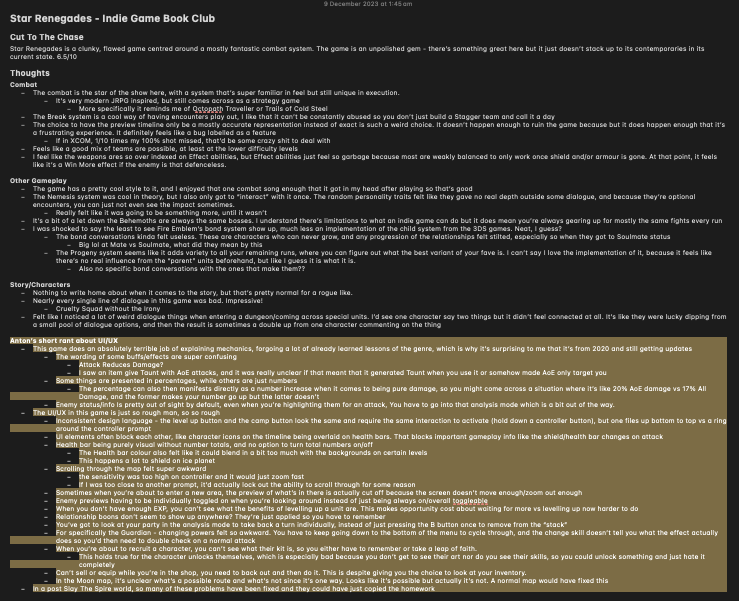 9 December 2023 at 1:45 am
Star Renegades - Indie Game Book Club
Cut To The Chase
Star Renegades is a clunky, flawed game centred around a mostly fantastic combat system. The game is an unpolished gem - there's something great here but it just doesn't stack up to its contemporaries in its
current state. 6.5/10
Thoughts
Combat
– The combat is the star of the show here, with a system that's super familiar in feel but still unique in execution.
– It's very modern JRPG inspired, but still comes across as a strategy game
– More specifically it reminds me of Octopath Traveller or Trails of Cold Steel
– The Break system is a cool way of having encounters play out, I like that it can't be constantly abused so you don't just build a Stagger team and call it a day
– The choice to have the preview timeline only be a mostly accurate representation instead of exact is such a weird choice. It doesn't happen enough to ruin the game because but it does happen enough that it's
a frustrating experience. It definitely feels like a bug labelled as a feature
– If in XCOM, 1/10 times my 100% shot missed, that'd be some crazy shit to deal with
– Feels like a good mix of teams are possible, at least at the lower difficulty levels
– I feel like the weapons are so over indexed on Effect abilities, but Effect abilities just feel so garbage because most are weakly balanced to only work once shield and/or armour is gone. At that point, it feels
like it's a Win More effect if the enemy is that defenceless.
Other Gameplay
– The game has a pretty cool style to it, and I enjoyed that one combat song enough that it got in my head after playing so that's good
– The Nemesis system was cool in theory, but I also only got to "interact" with it once. The random personality traits felt like they gave no real depth outside some dialogue, and because they're optional
encounters, you can just not even see the impact sometimes.
– Really felt like it was going to be something more, until it wasn't
– It's a bit of a let down the Behemoths are always the same bosses. I understand there's limitations to what an indie game can do but it does mean you're always gearing up for mostly the same fights every run
– I was shocked to say the least to see Fire Emblem's bond system show up, much less an implementation of the child system from the 3DS games. Neat, I guess?
– The bond conversations kinda felt useless. These are characters who can never grow, and any progression of the relationships felt stilted, especially so when they got to Soulmate status
– Big lol at Mate vs Soulmate, what did they mean by this
– The Progeny system seems like it adds variety to all your remaining runs, where you can figure out what the best variant of your fave is. I can't say I love the implementation of it, because it feels like
there's no real influence from the "parent" units beforehand, but like I guess it is what it is.
– Also no specific bond conversations with the ones that make them??
Story/Characters
– Nothing to write home about when it comes to the story, but that's pretty normal for a rogue like.
– Nearly every single line of dialogue in this game was bad. Impressive!
– Cruelty Squad without the irony
– Felt like I noticed a lot of weird dialogue things when entering a dungeon/coming across special units. I'd see one character say two things but it didn't feel connected at all. It's like they were lucky dipping from
a small pool of dialogue options, and then the result is sometimes a double up from one character commenting on the thing
Anton's short rant about UI/UX
– This game does an absolutely terrible job of explaining mechanics, forgoing a lot of already learned lessons of the genre, which is why it's surprising to me that it's from 2020 and still getting updates
– The wording of some buffs/effects are super confusing
– Attack Reduces Damage?
– I saw an item give Taunt with AoE attacks, and it was really unclear if that meant that it generated Taunt when you use it or somehow made AoE only target you
– Some things are presented in percentages, while others are just numbers
– The percentage can also then manifests directly as a number increase when it comes to being pure damage, so you might come across a situation where it's like 20% AoE damage vs 17% All
Damage, and the former makes your number go up but the latter doesn't
– Enemy status/info is pretty out of sight by default, even when you're highlighting them for an attack, You have to go into that analysis mode which is a bit out of the way.
– The UI/UX in this game is just so rough man, so so rough
– Inconsistent design language - the level up button and the camp button look the same and require the same interaction to activate (hold down a controller button), but one files up bottom to top vs a ring
around the controller prompt
– UI elements often block each other, like character icons on the timeline being overlaid on health bars. That blocks important gameplay info like the shield/health bar changes on attack
– Health bar being purely visual without number totals, and no option to turn total numbers on/off
– The Health bar colour also felt like it could blend in a bit too much with the backgrounds on certain levels
– This happens a lot to shield on ice planet
– Scrolling through the map felt super awkward
– the sensitivity was too high on controller and it would just zoom fast
– If I was too close to another prompt, it'd actually lock out the ability to scroll through for some reason
– Sometimes when you're about to enter a new area, the preview of what's in there is actually cut off because the screen doesn't move enough/zoom out enough
– Enemy previews having to be individually toggled on when you're looking around instead of just being always on/overall toggleable
– When you don't have enough EXP, you can't see what the benefits of levelling up a unit are. This makes opportunity cost about waiting for more vs levelling up now harder to do
– Relationship boons don't seem to show up anywhere? They're just applied so you have to remember
– You've got to look at your party in the analysis mode to take back a turn individually, instead of just pressing the B button once to remove from the "stack"
– For specifically the Guardian - changing powers felt so awkward. You have to keep going down to the bottom of the menu to cycle through, and the change skill doesn't tell you what the effect actually
does so you'd then need to double check on a normal attack
– When you're about to recruit a character, you can't see what their kit is, so you either have to remember or take a leap of faith.
– This holds true for the character unlocks themselves, which is especially bad because you don't get to see their art nor do you see their skills, so you could unlock something and just hate it
completely
– Can't sell or equip while you're in the shop, you need to back out and then do it. This is despite giving you the choice to look at your inventory.
– In the Moon map, it's unclear what's a possible route and what's not since it's one way. Looks like it's possible but actually it's not. A normal map would have fixed this
– In a post Slay The Spire world, so many of these problems have been fixed and they could have just copied the homework